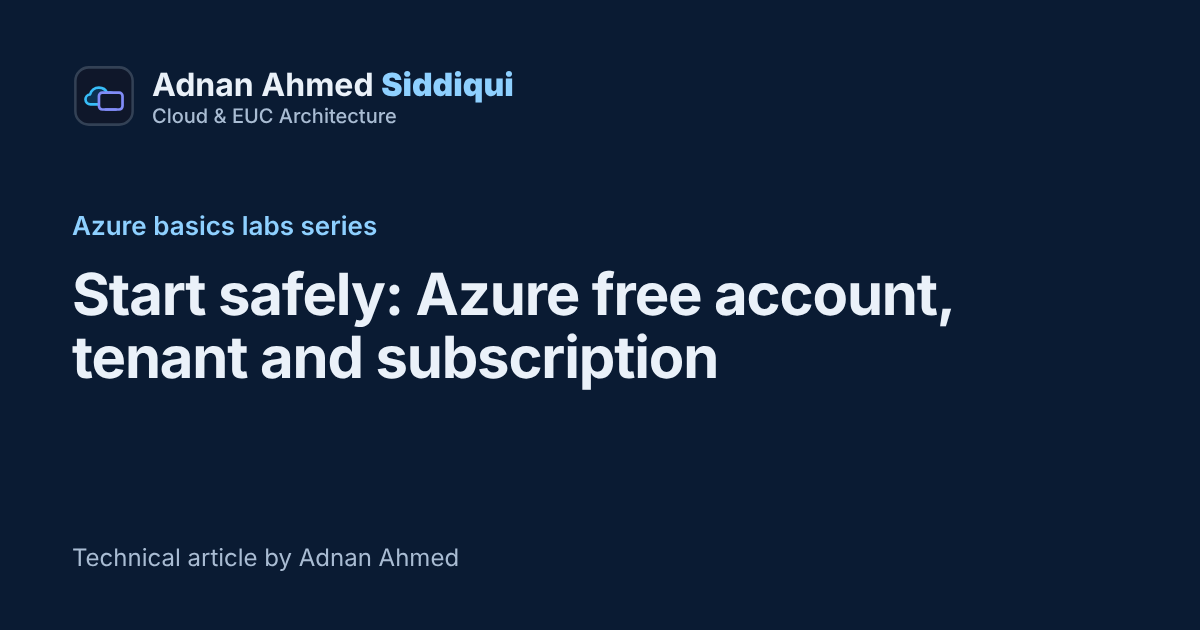 Adnan Ahmed Siddiqui
Cloud & EUC Architecture
Azure basics labs series
Start safely: Azure free account,
tenant and subscription
Technical article by Adnan Ahmed